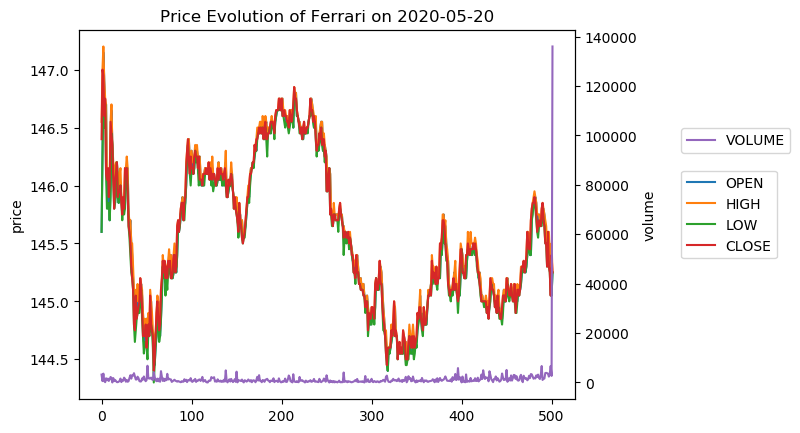 Price Evolution of Ferrari on 2020-05-20
price
147.0
146.5
146.0
145.5
145.0
144.5
0
100
200
300
400
500
140000
120000
100000
80000
60000
40000
20000
0
volume
VOLUME
OPEN
HIGH
LOW
CLOSE